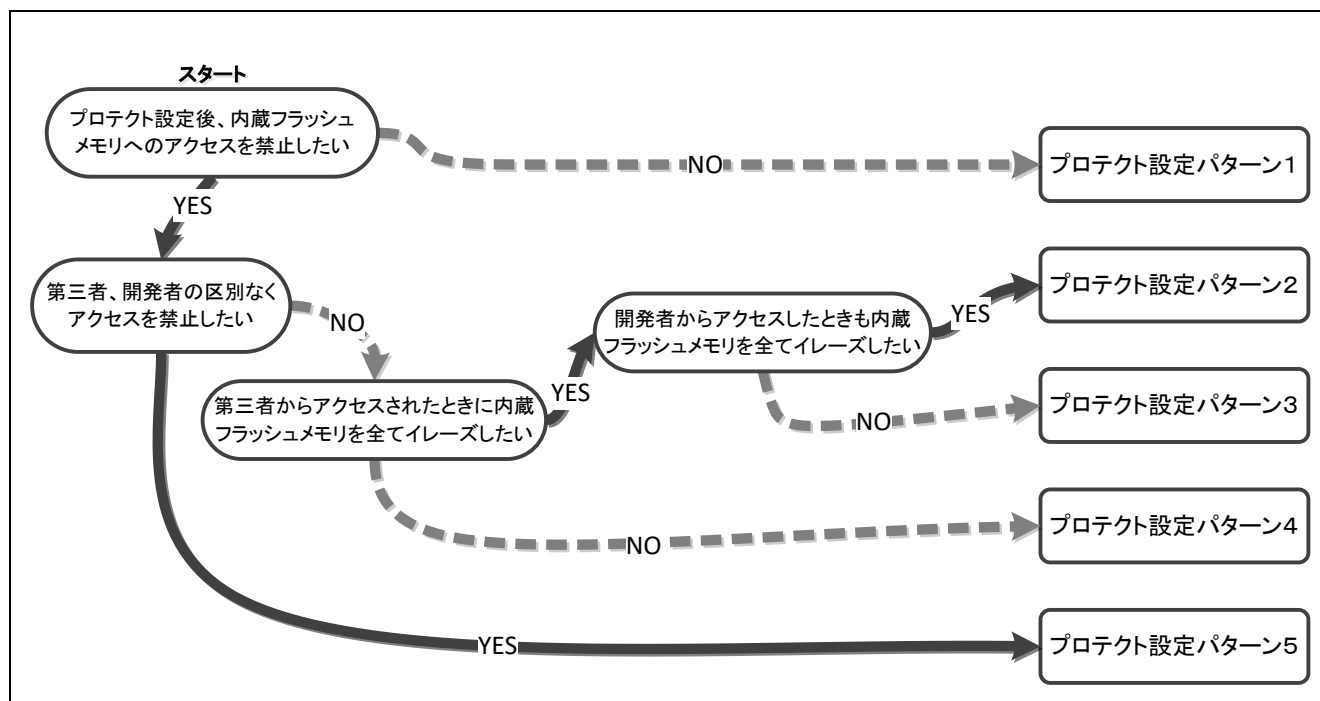 スタート
プロテクト設定後、内蔵フラッシュ
メモリへのアクセスを禁止したい
NO
プロテクト設定パターン1
YES
第三者、開発者の区別なく
アクセスを禁止したい
NO
第三者からアクセスされたときに内蔵
フラッシュメモリを全てイレーズしたい
YES
開発者からアクセスしたときも内蔵
フラッシュメモリを全てイレーズしたい
YES
プロテクト設定パターン2
NO
プロテクト設定パターン3
NO
プロテクト設定パターン4
YES
プロテクト設定パターン5